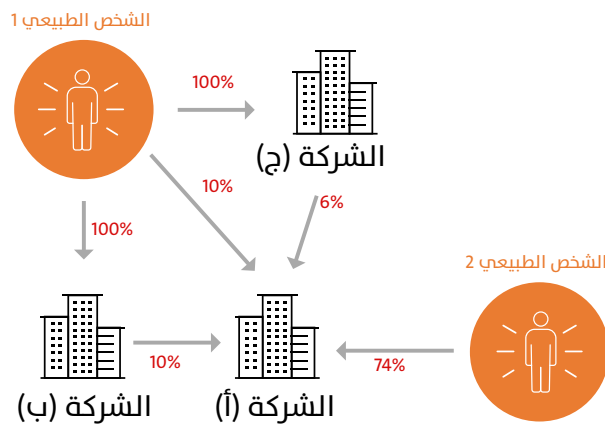 الشخص الطبيعي 1
100%
الشركة (ج)
10%
6%
100%
الشخص الطبيعي 2
10%
74%
الشركة (أ)
الشركة (ب)